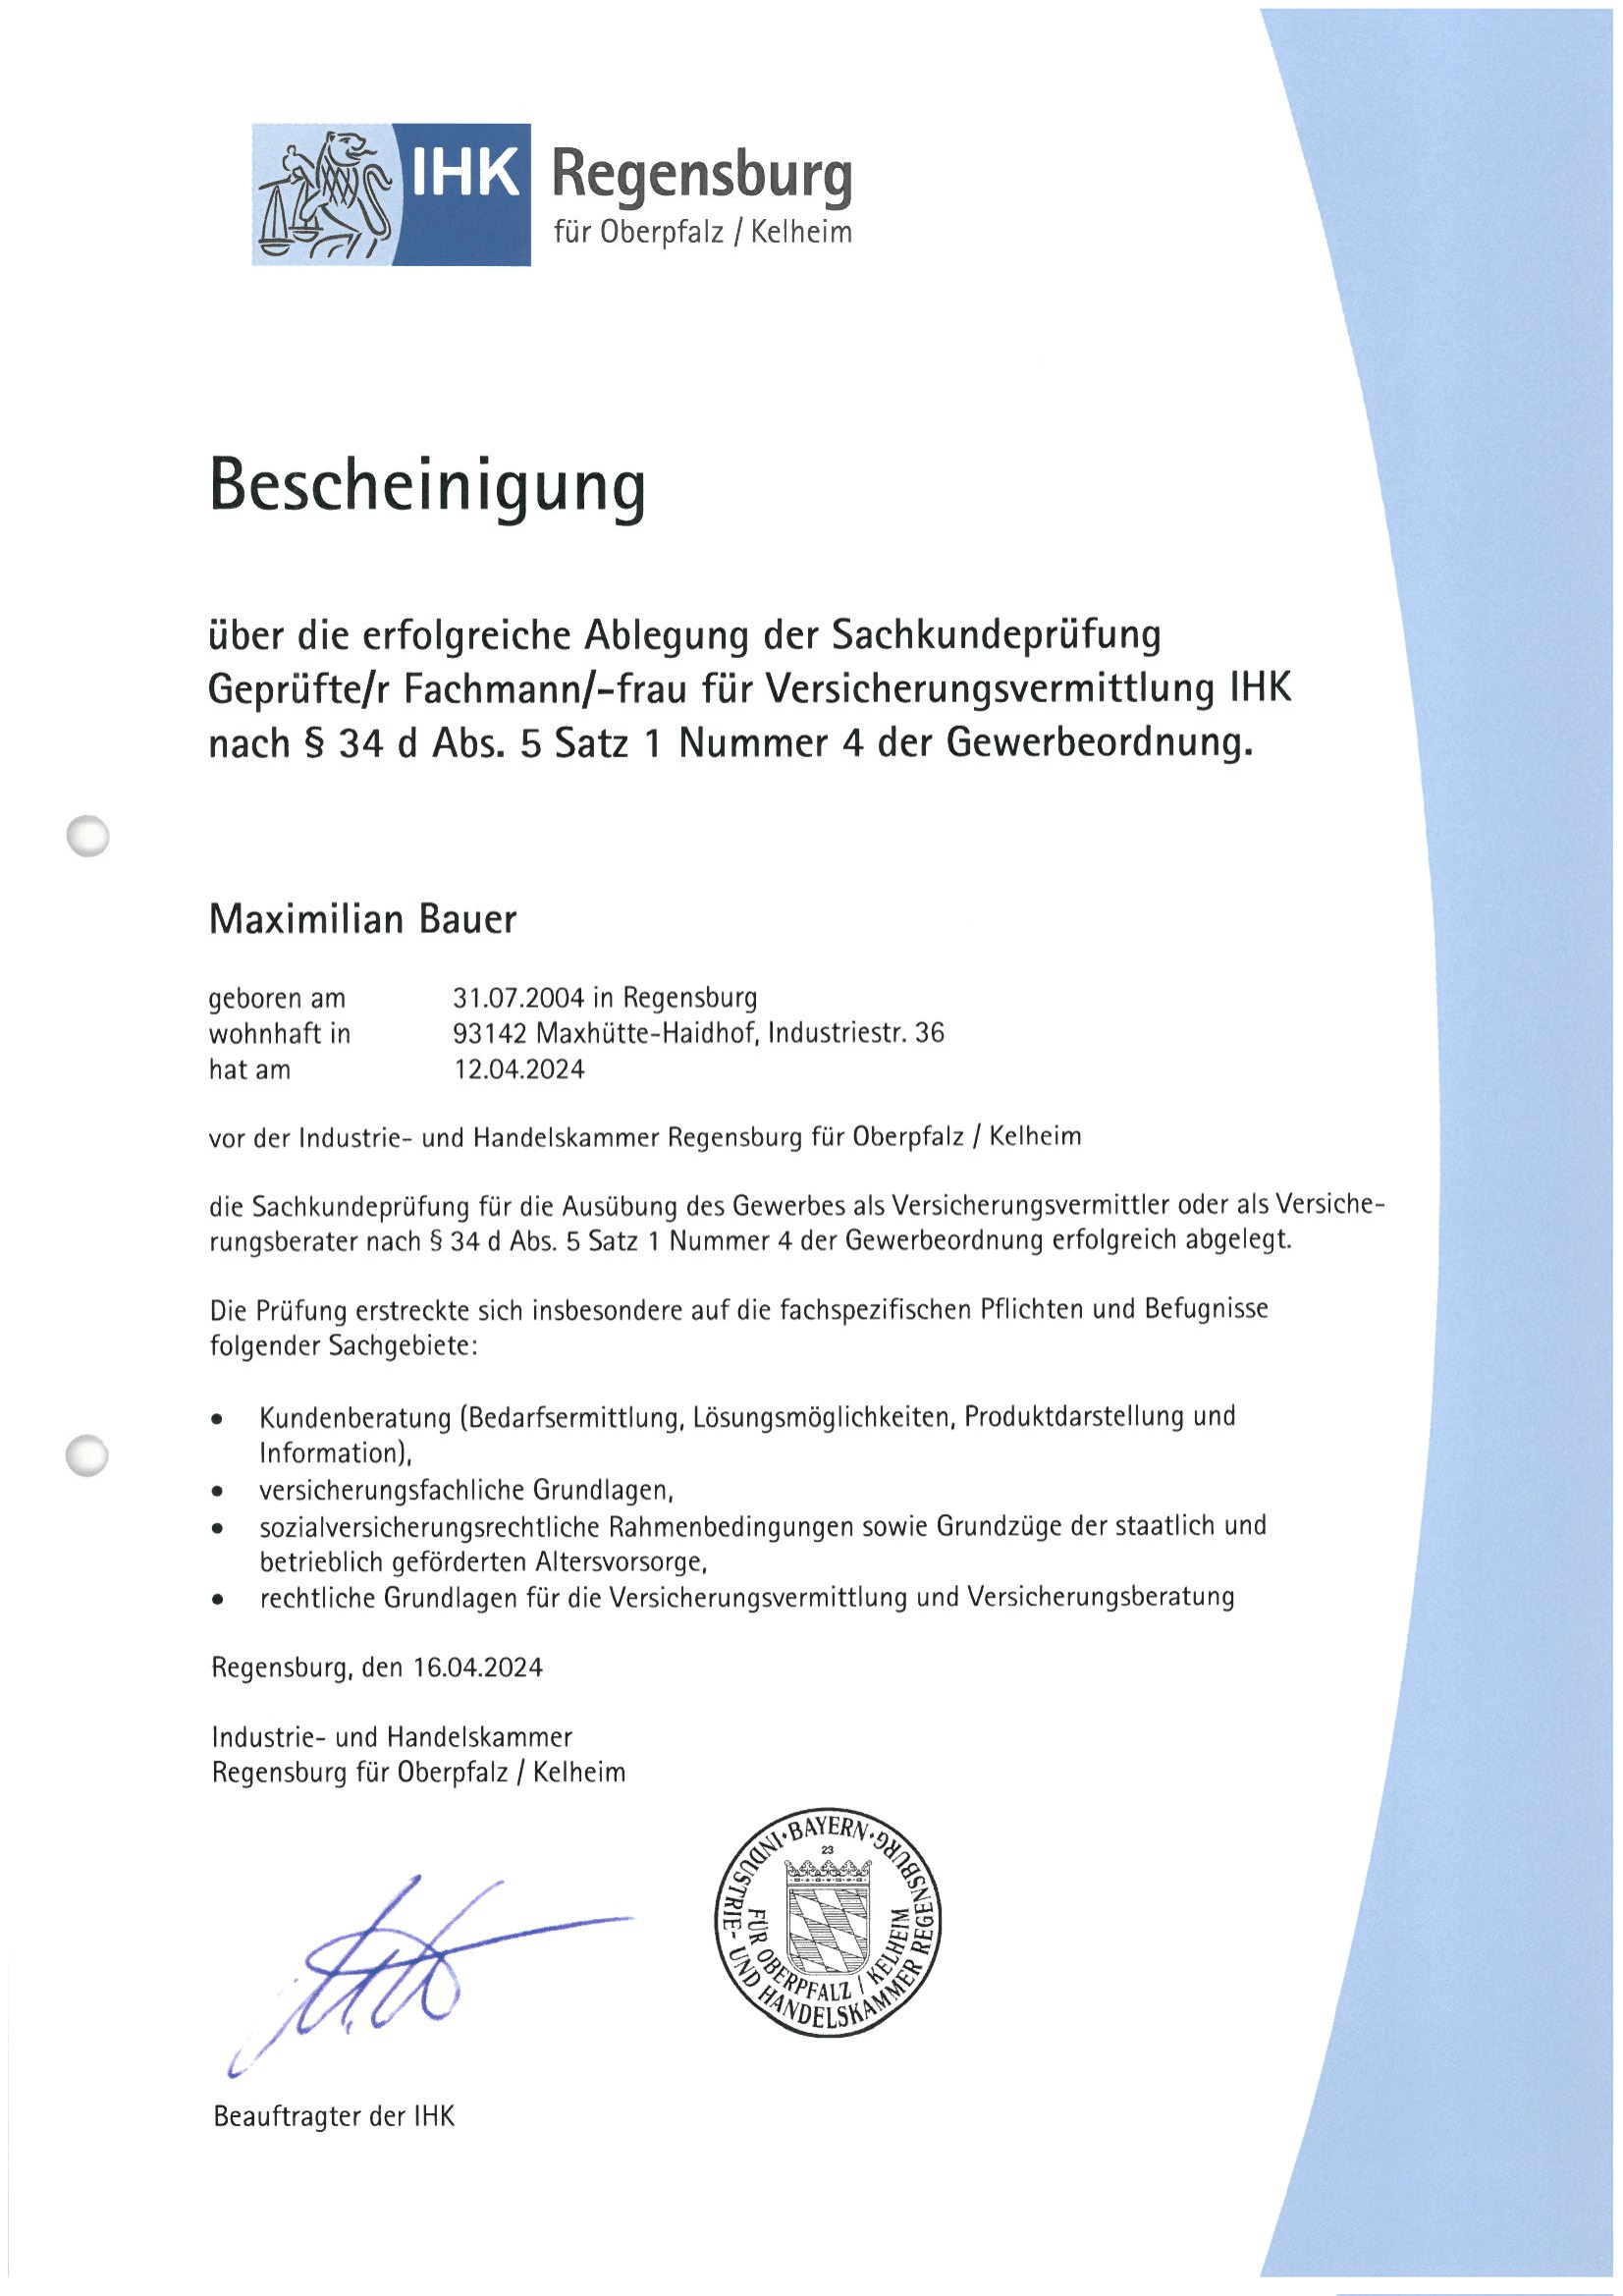 IHK Regensburg
für Oberpfalz / Kelheim
Bescheinigung
über die erfolgreiche Ablegung der Sachkundeprüfung
Geprüfte/r Fachmann/-frau für Versicherungsvermittlung IHK
nach § 34 d Abs. 5 Satz 1 Nummer 4 der Gewerbeordnung.
Maximilian Bauer
geboren am 31.07.2004 in Regensburg
wohnhaft in 93142 Maxhütte-Haidhof, Industriestr. 36
hat am 12.04.2024
vor der Industrie- und Handelskammer Regensburg für Oberpfalz / Kelheim
die Sachkundeprüfung für die Ausübung des Gewerbes als Versicherungsvermittler oder als Versiche-
rungsberater nach § 34 d Abs. 5 Satz 1 Nummer 4 der Gewerbeordnung erfolgreich abgelegt.
Die Prüfung erstreckte sich insbesondere auf die fachspezifischen Pflichten und Befugnisse
folgender Sachgebiete:
• Kundenberatung (Bedarfsermittlung, Lösungsmöglichkeiten, Produktdarstellung und
Information),
• versicherungsfachliche Grundlagen,
• sozialversicherungsrechtliche Rahmenbedingungen sowie Grundzüge der staatlich und
betrieblich geförderten Altersvorsorge,
• rechtliche Grundlagen für die Versicherungsvermittlung und Versicherungsberatung
Regensburg, den 16.04.2024
Industrie- und Handelskammer
Regensburg für Oberpfalz / Kelheim
BAYERN
23
INDUSTRIE- UND HANDELSKAMMER REGENSBURG
FÜR OBERPFALZ / KELHEIM
Beauftragter der IHK